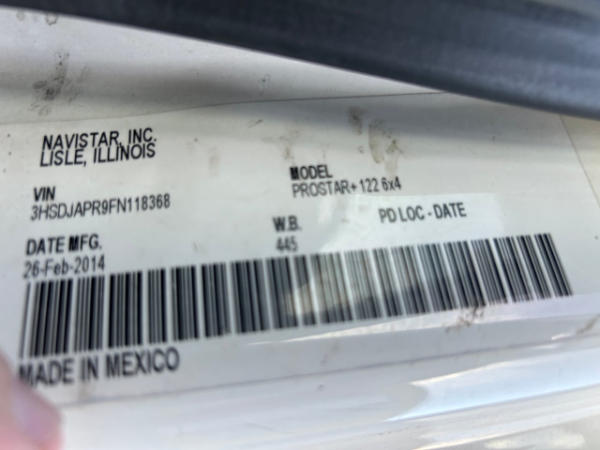 NAVISTAR, INC.
LISLE, ILLINOIS
VIN
3HSDJAPR9FN118368
MODEL
PROSTAR+ 122 6x4
DATE MFG.
26-Feb-2014
W.B.
445
PD LOC - DATE
MADE IN MEXICO